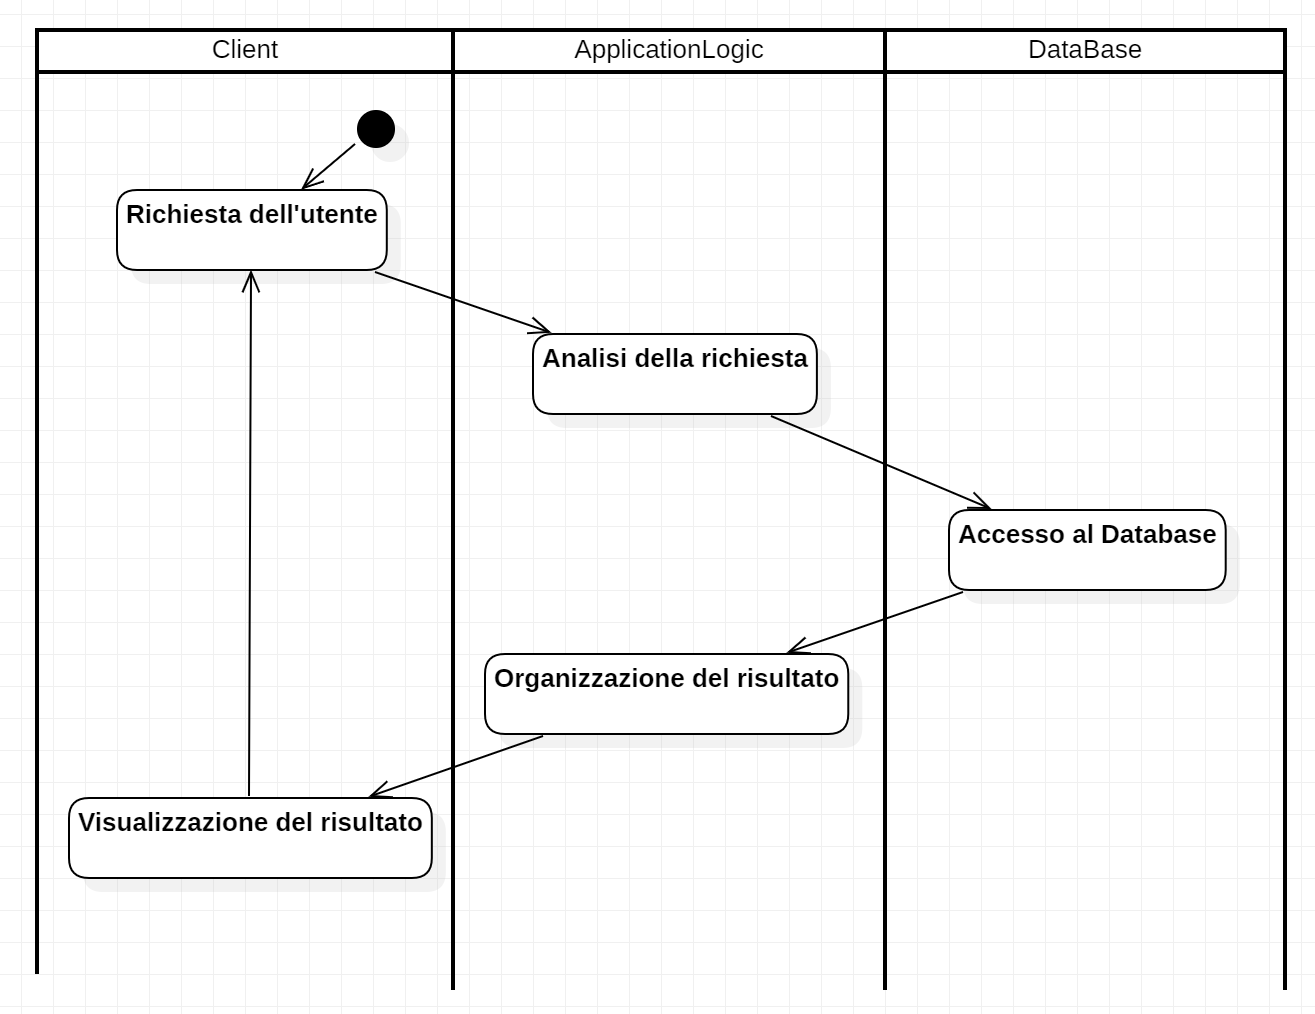 Client
ApplicationLogic
DataBase
Richiesta dell'utente
Analisi della richiesta
Accesso al Database
Organizzazione del risultato
Visualizzazione del risultato